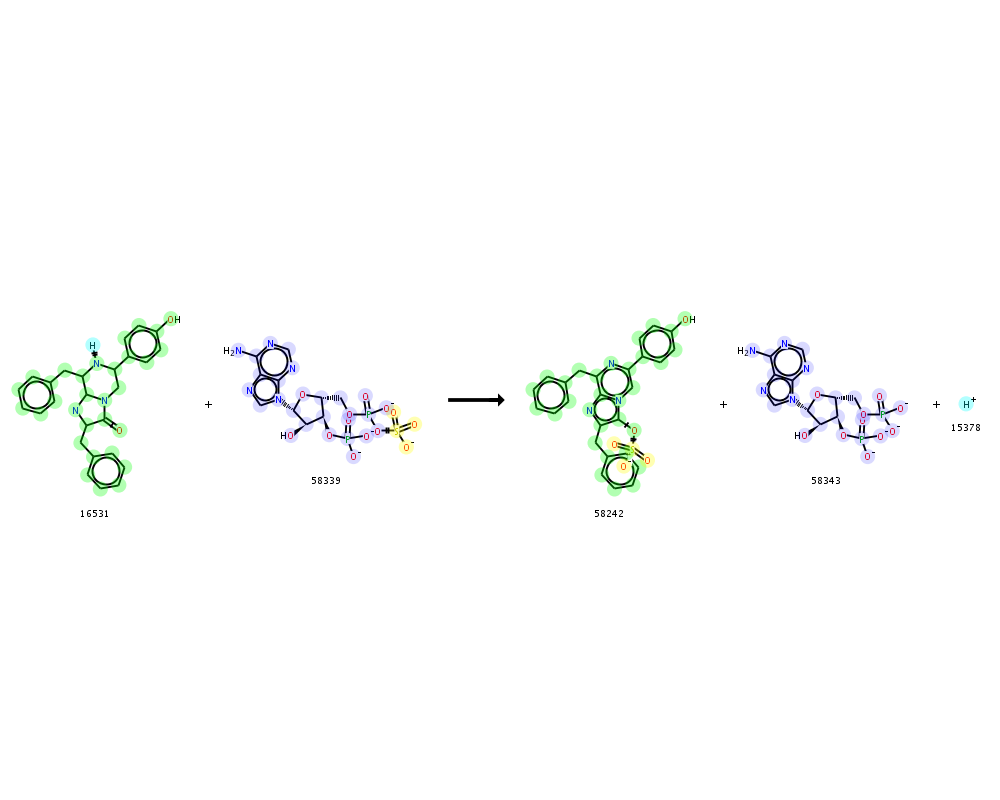 OH
H
N
N
N
O
+
H2N
N
N
N
N
O
HO
O
P
O
O-
O-
O
O
P
O-
O-
S
O
O
O-
OH
N
N
N
O
S
O
O
O-
+
H2N
N
N
N
N
O
HO
O
P
O
O-
O-
O
O
P
O-
O-
+
H+
16531
58339
58242
58343
15378